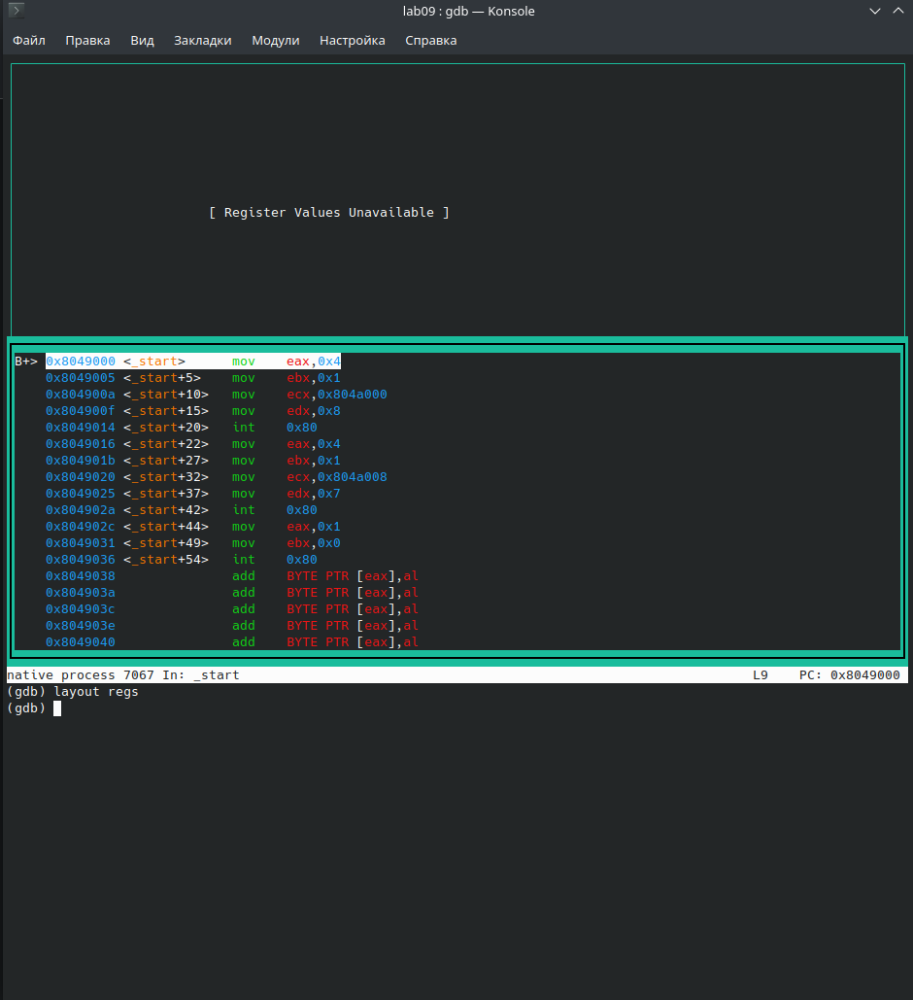 lab09 : gdb — Konsole
Файл Правка Вид Закладки Модули Настройка Справка
[ Register Values Unavailable ]
B+> 0x8049000 <_start> mov eax,0x4
0x8049005 <_start+5> mov ebx,0x1
0x804900a <_start+10> mov ecx,0x804a000
0x804900f <_start+15> mov edx,0x8
0x8049014 <_start+20> int 0x80
0x8049016 <_start+22> mov eax,0x4
0x804901b <_start+27> mov ebx,0x1
0x8049020 <_start+32> mov ecx,0x804a008
0x8049025 <_start+37> mov edx,0x7
0x804902a <_start+42> int 0x80
0x804902c <_start+44> mov eax,0x1
0x8049031 <_start+49> mov ebx,0x0
0x8049036 <_start+54> int 0x80
0x8049038 add BYTE PTR [eax],al
0x804903a add BYTE PTR [eax],al
0x804903c add BYTE PTR [eax],al
0x804903e add BYTE PTR [eax],al
0x8049040 add BYTE PTR [eax],al
native process 7067 In: _start L9 PC: 0x8049000
(gdb) layout regs
(gdb)